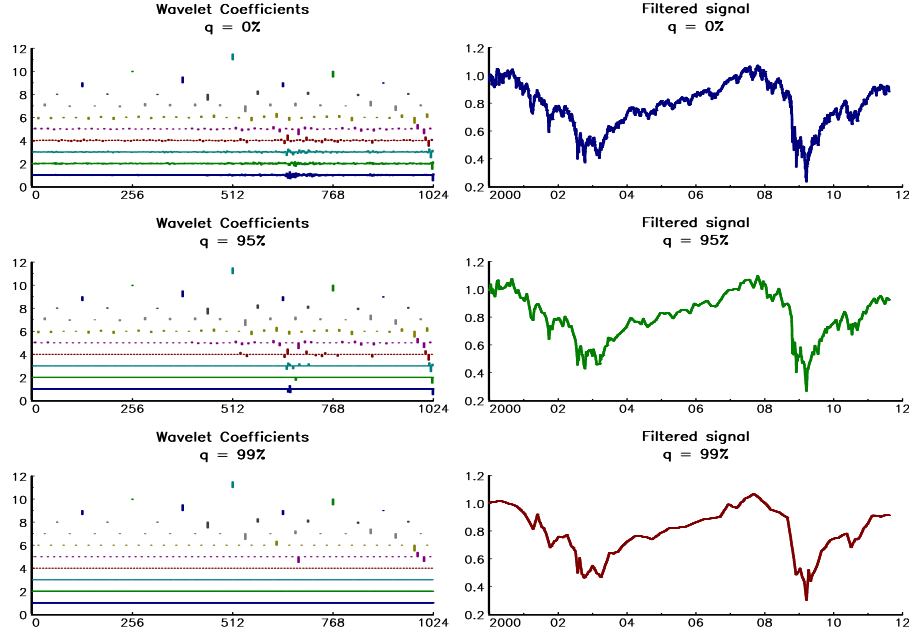 Wavelet Coefficients
q = 0%
12
10
8
6
4
2
0
0 256 512 768 1024
Filtered signal
q = 0%
1.2
1.0
0.8
0.6
0.4
0.2
2000 02 04 06 08 10 12
Wavelet Coefficients
q = 95%
12
10
8
6
4
2
0
0 256 512 768 1024
Filtered signal
q = 95%
1.2
1.0
0.8
0.6
0.4
0.2
2000 02 04 06 08 10 12
Wavelet Coefficients
q = 99%
12
10
8
6
4
2
0
0 256 512 768 1024
Filtered signal
q = 99%
1.2
1.0
0.8
0.6
0.4
0.2
2000 02 04 06 08 10 12